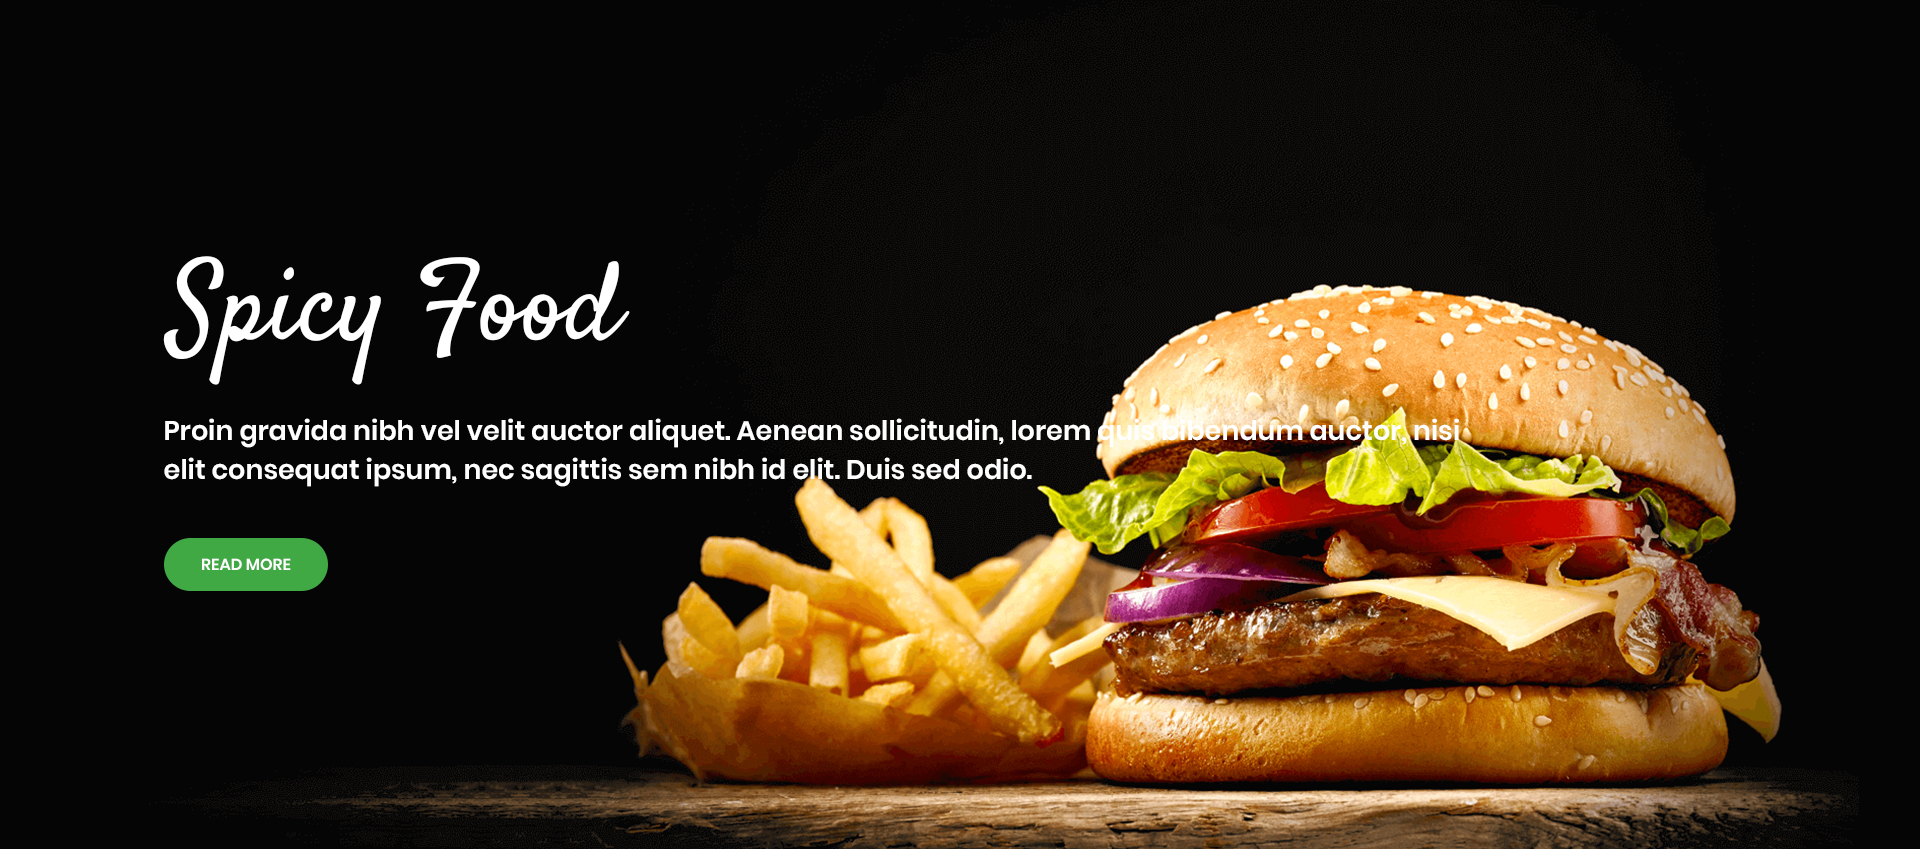 Spicy Food
Proin gravida nibh vel velit auctor aliquet. Aenean sollicitudin, lorem quis bibendum auctor, nisi
elit consequat ipsum, nec sagittis sem nibh id elit. Duis sed odio.
READ MORE